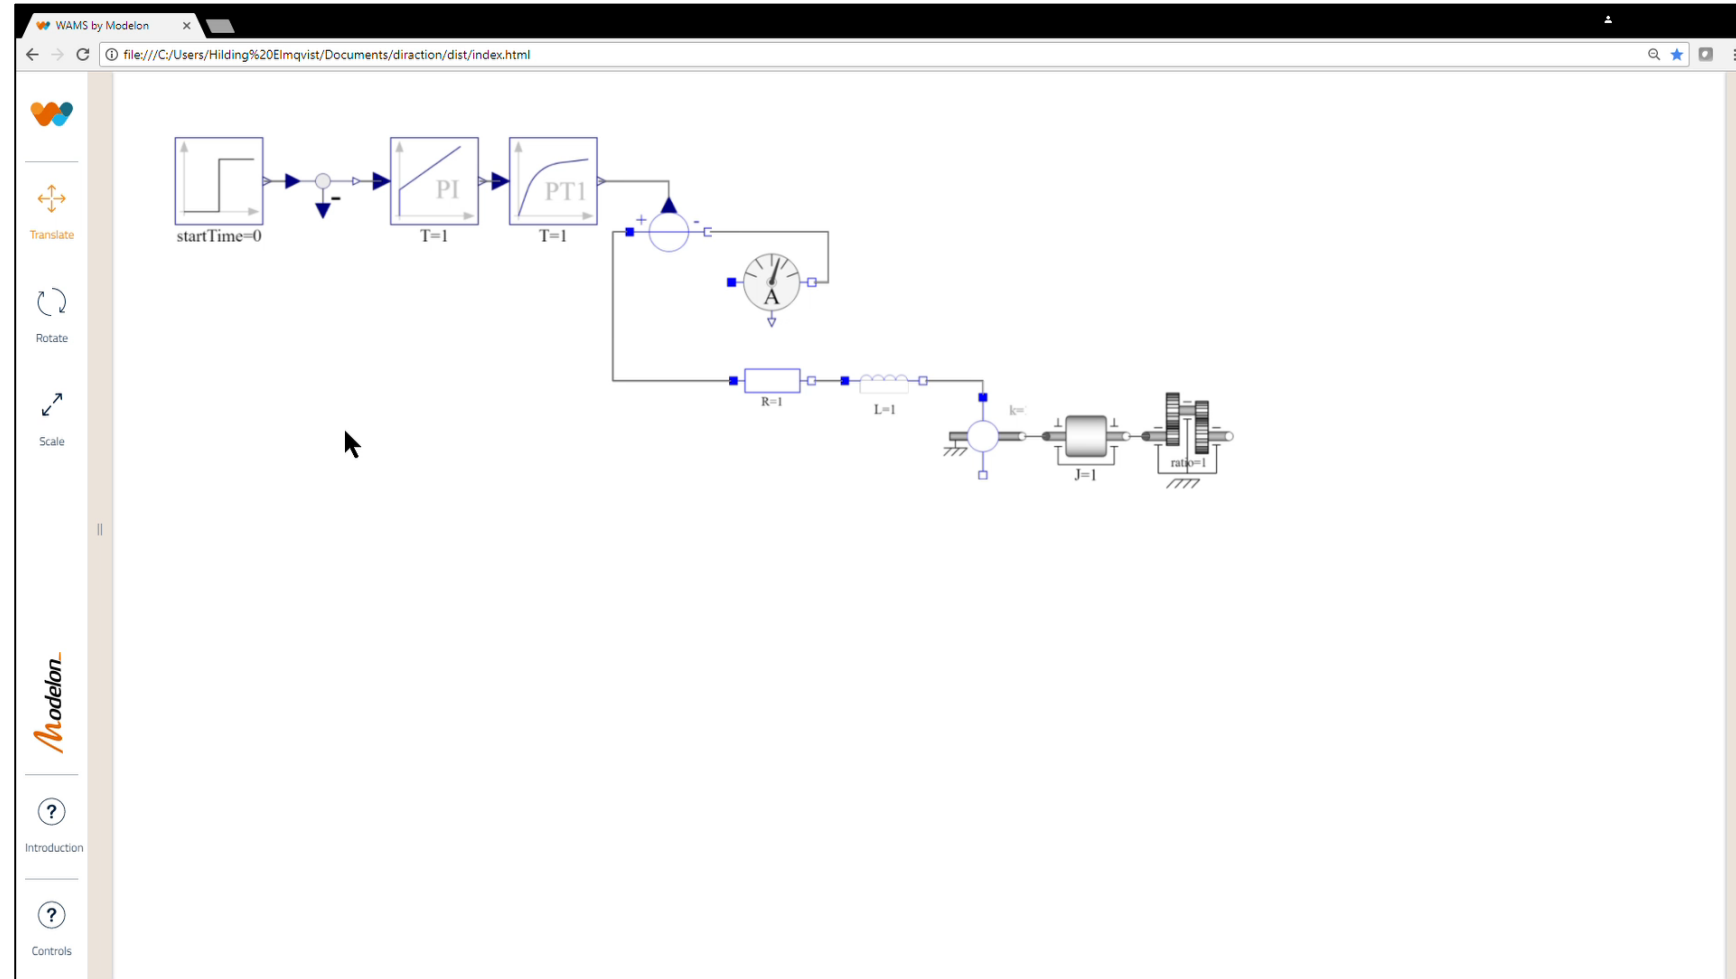 WAMS by Modelon
file:///C:/Users/Hilding%20Elmqvist/Documents/diraction/dist/index.html
Translate
Rotate
Scale
Modelon
Introduction
Controls
startTime=0
-
PI
T=1
PT1
T=1
+ -
A
R=1
L=1
k=
J=1
ratio=1